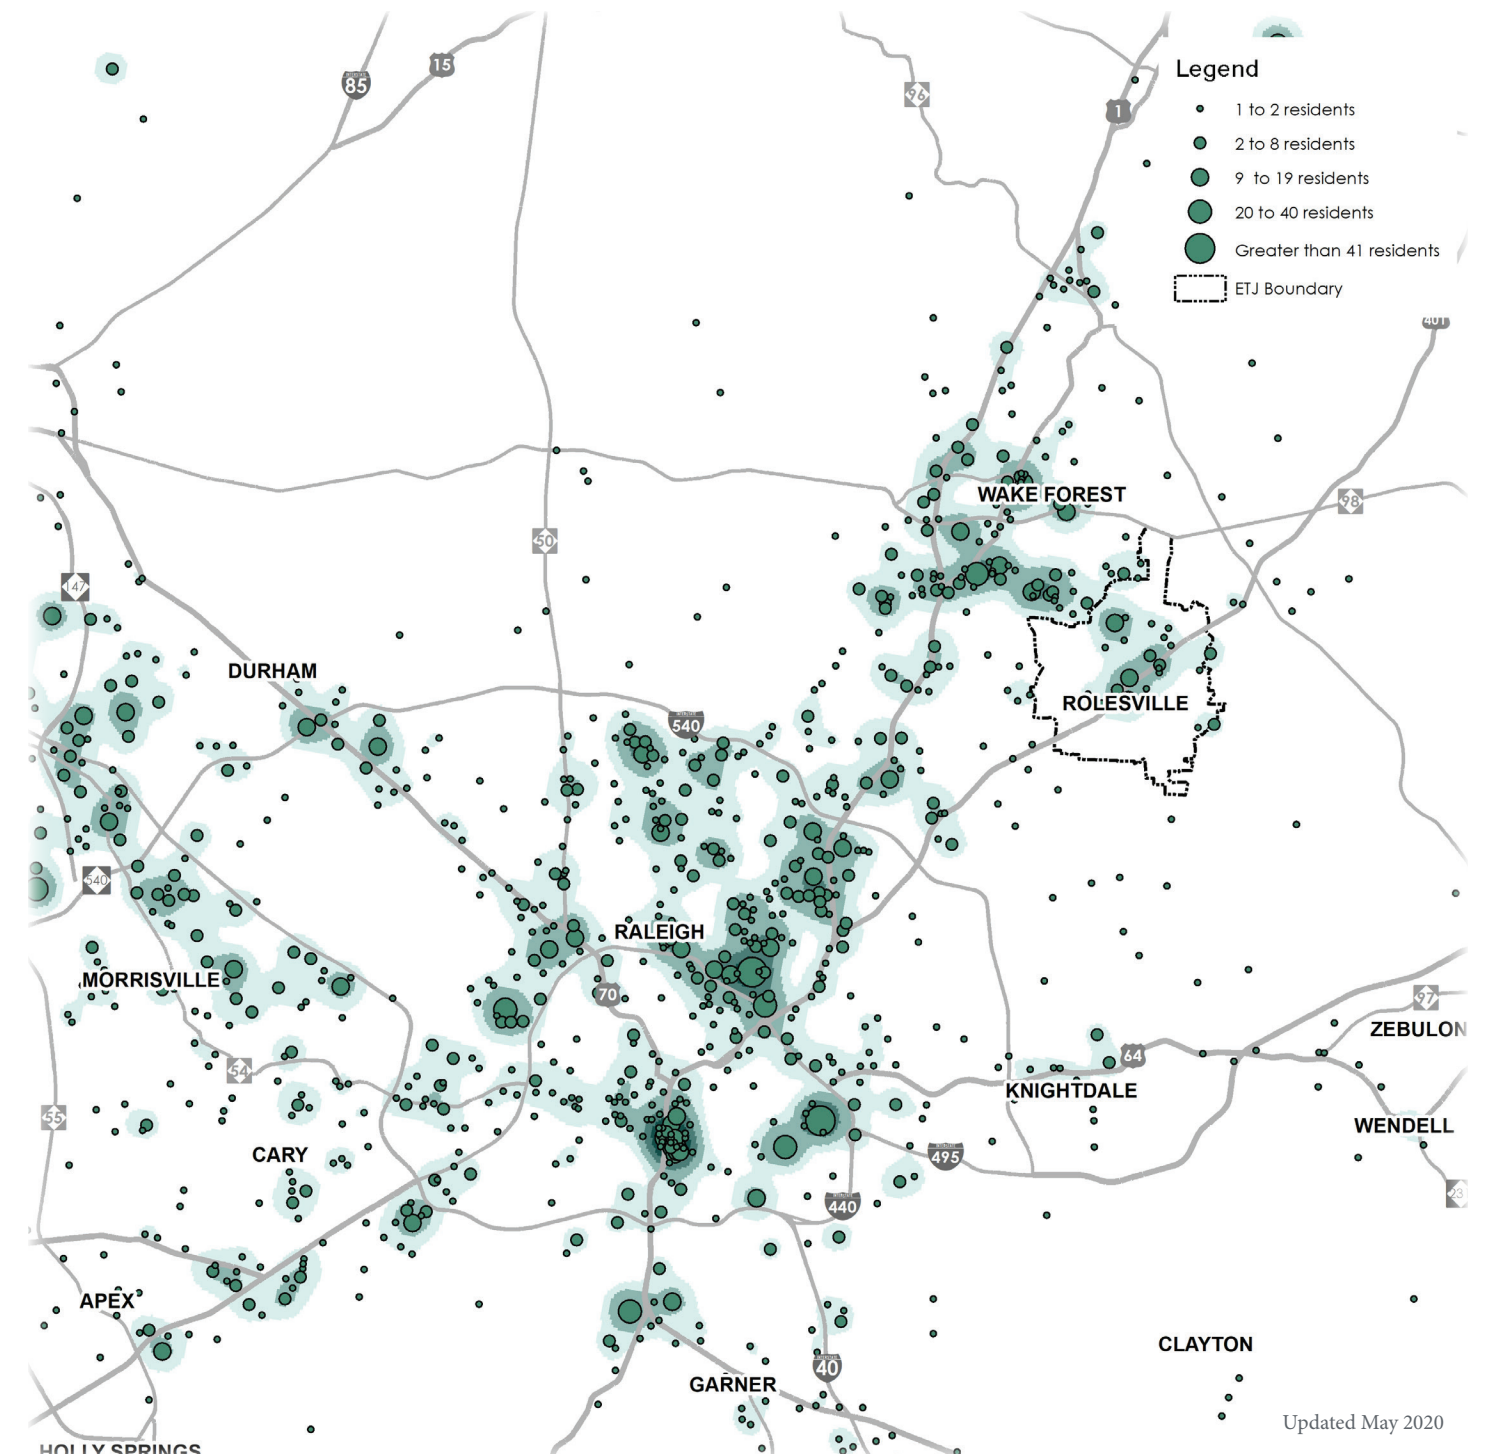 15
85
96
1
Legend
1 to 2 residents
2 to 8 residents
9 to 19 residents
20 to 40 residents
Greater than 41 residents
ETJ Boundary
401
WAKE FOREST
98
50
147
DURHAM
ROLESVILLE
INTERSTATE
540
540
RALEIGH
MORRISVILLE
70
97
ZEBULON
64
54
KNIGHTDALE
55
WENDELL
CARY
495
440
23
APEX
CLAYTON
40
GARNER
Updated May 2020
HOLLY SPRINGS